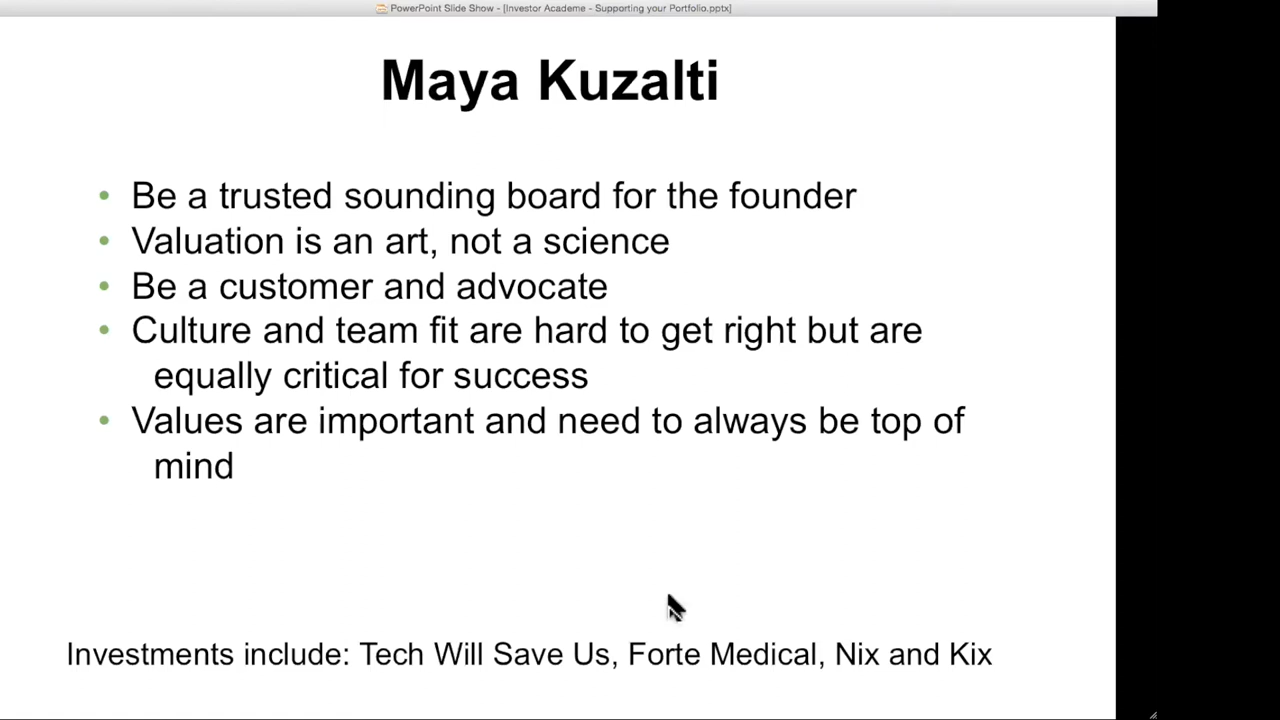 PowerPoint Slide Show - [Investor Academe - Supporting your Portfolio.pptx]
Maya Kuzalti
• Be a trusted sounding board for the founder
• Valuation is an art, not a science
• Be a customer and advocate
• Culture and team fit are hard to get right but are
equally critical for success
• Values are important and need to always be top of
mind
Investments include: Tech Will Save Us, Forte Medical, Nix and Kix